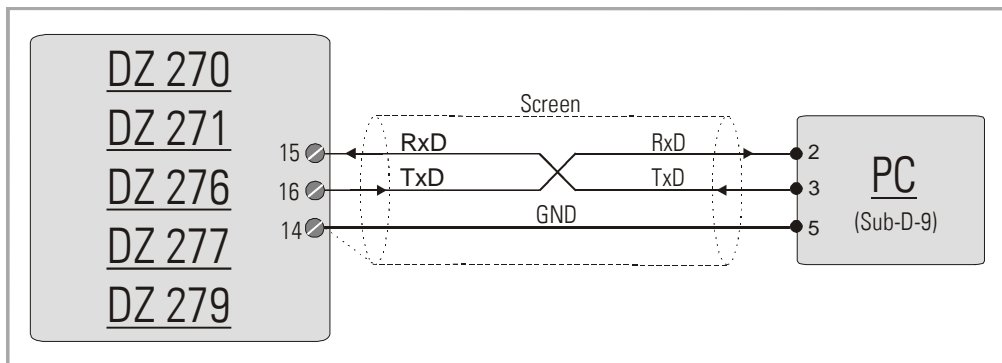 DZ 270
DZ 271
DZ 276
DZ 277
DZ 279
15
16
14
Screen
RxD
RxD
TxD
TxD
GND
2
3
5
PC
(Sub-D-9)